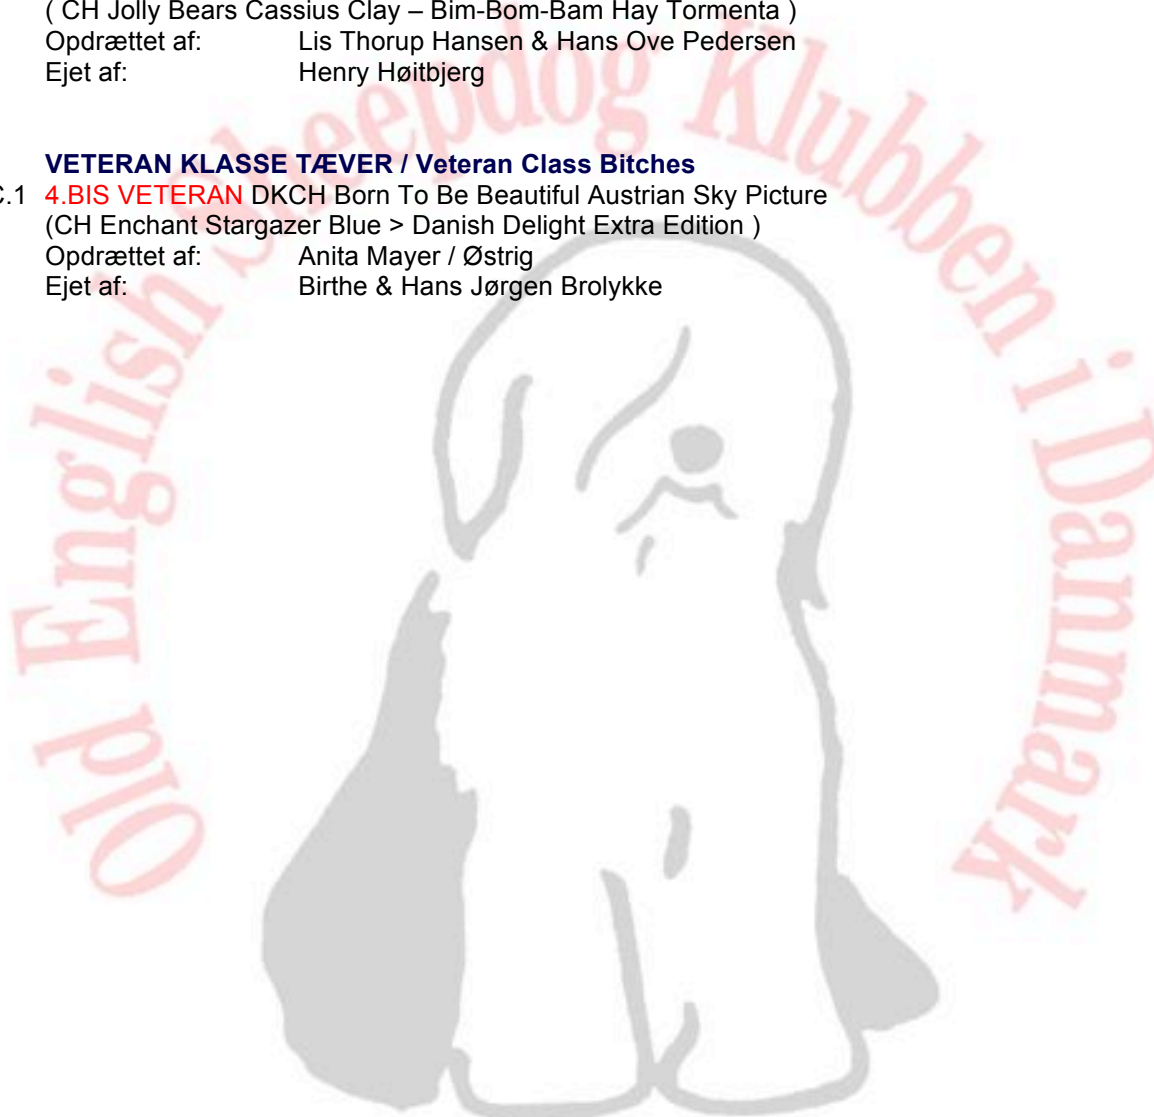 ( CH Jolly Bears Cassius Clay – Bim-Bom-Bam Hay Tormenta )
Opdrættet af: Lis Thorup Hansen & Hans Ove Pedersen
Ejet af: Henry Høitbjerg
VETERAN KLASSE TÆVER / Veteran Class Bitches
C.1 4.BIS VETERAN DKCH Born To Be Beautiful Austrian Sky Picture
(CH Enchant Stargazer Blue > Danish Delight Extra Edition )
Opdrættet af: Anita Mayer / Østrig
Ejet af: Birthe & Hans Jørgen Brolykke
Old English Sheepdog Klubben i Danmark